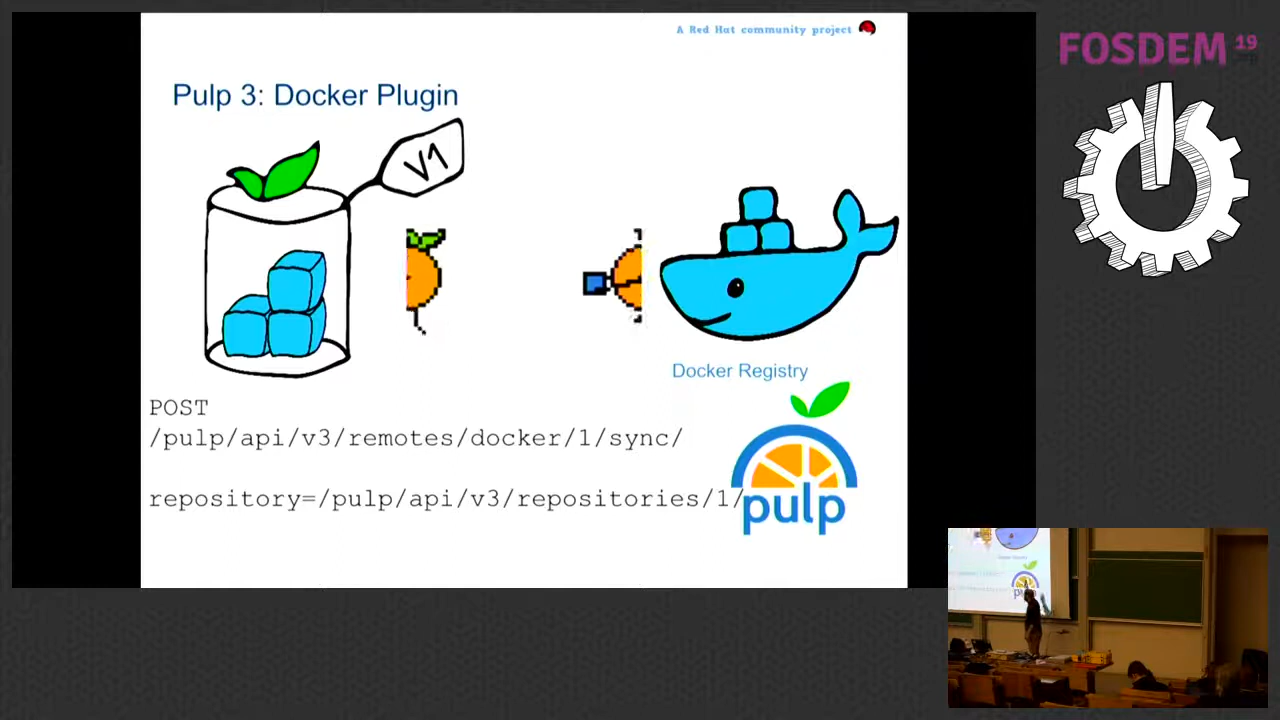 A Red Hat community project
FOSDEM 19
Pulp 3: Docker Plugin
V1
Docker Registry
POST
/pulp/api/v3/remotes/docker/1/sync/
repository=/pulp/api/v3/repositories/1/
pulp